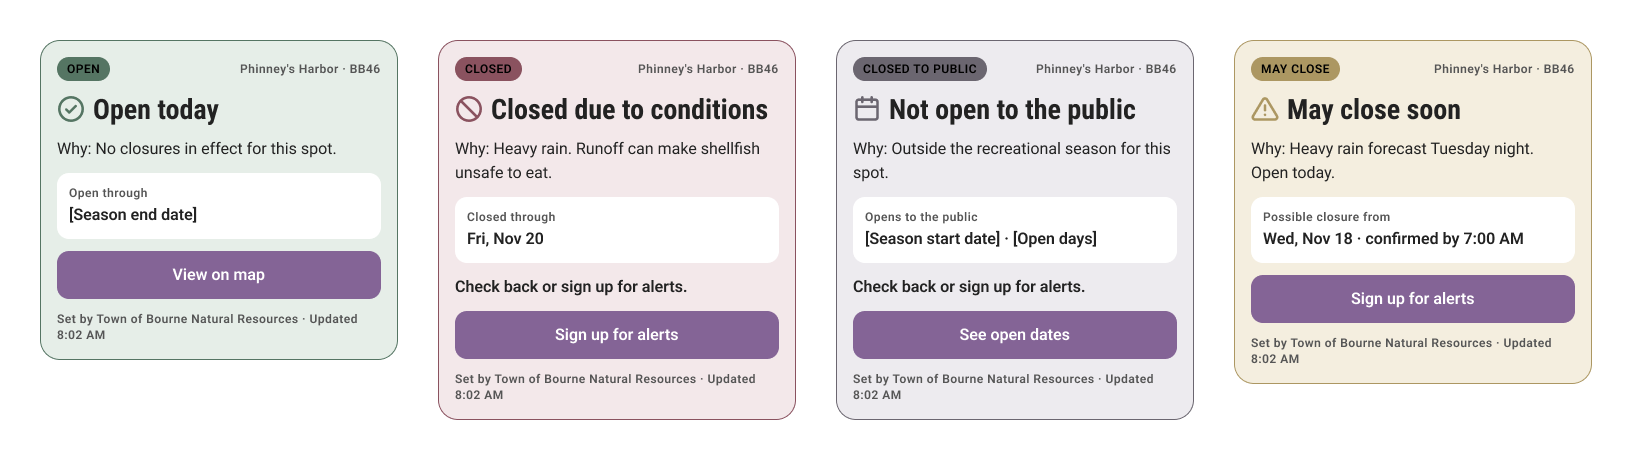 OPEN
Phinney's Harbor · BB46
Open today
Why: No closures in effect for this spot.
Open through
[Season end date]
View on map
Set by Town of Bourne Natural Resources · Updated
8:02 AM
CLOSED
Phinney's Harbor · BB46
Closed due to conditions
Why: Heavy rain. Runoff can make shellfish
unsafe to eat.
Closed through
Fri, Nov 20
Check back or sign up for alerts.
Sign up for alerts
Set by Town of Bourne Natural Resources · Updated
8:02 AM
CLOSED TO PUBLIC
Phinney's Harbor · BB46
Not open to the public
Why: Outside the recreational season for this
spot.
Opens to the public
[Season start date] · [Open days]
Check back or sign up for alerts.
See open dates
Set by Town of Bourne Natural Resources · Updated
8:02 AM
MAY CLOSE
Phinney's Harbor · BB46
May close soon
Why: Heavy rain forecast Tuesday night.
Open today.
Possible closure from
Wed, Nov 18 · confirmed by 7:00 AM
Sign up for alerts
Set by Town of Bourne Natural Resources · Updated
8:02 AM